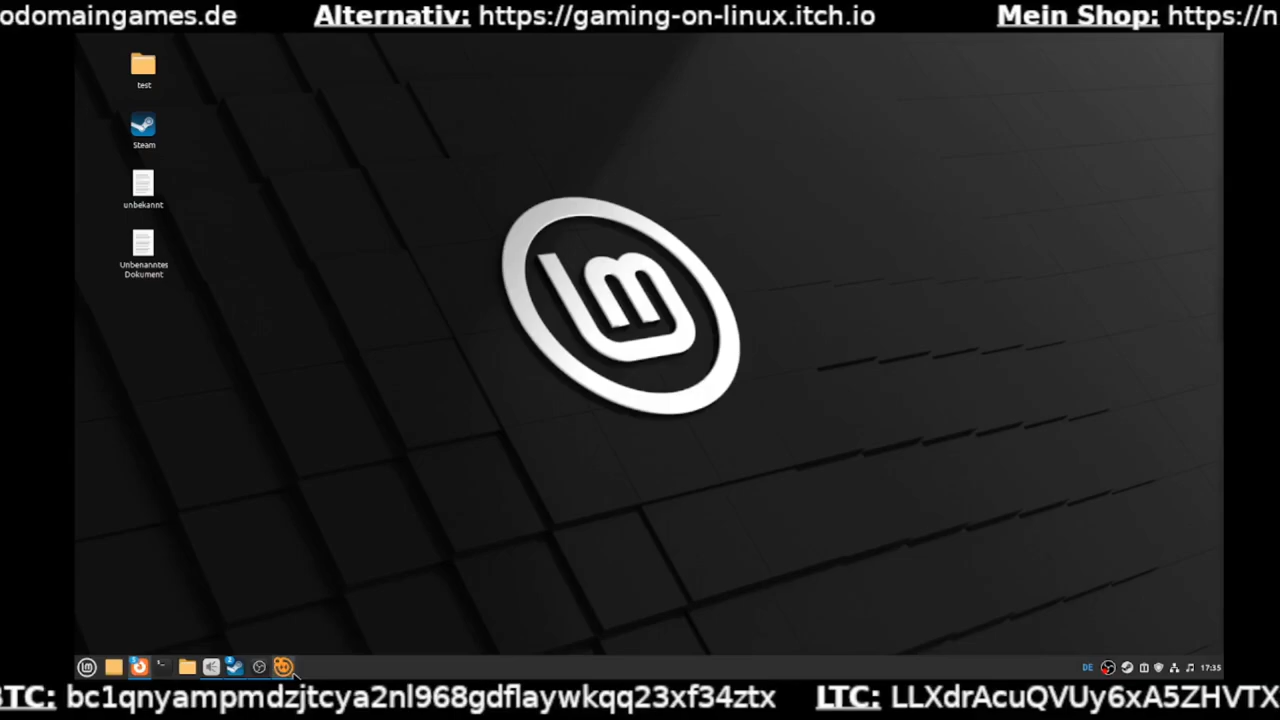 odomaingames.de Alternativ: https://gaming-on-linux.itch.io Mein Shop: https://n
test
Steam
unbekannt
Unbenanntes
Dokument
DE 17:35
BTC: bc1qnyampmdzjtcya2nl968gdflaywkqq23xf34ztx LTC: LLXdrAcuQVUy6xA5ZHVTX